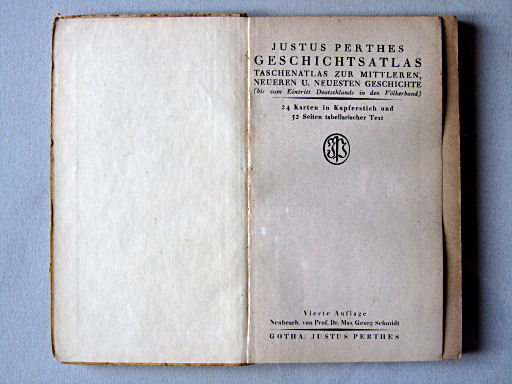 JUSTUS PERTHES
GESCHICHTSATLAS
TASCHENATLAS ZUR MITTLEREN,
NEUEREN U. NEUESTEN GESCHICHTE
(bis zum Eintritt Deutschlands in den Völkerbund)
24 Karten in Kupferstich und
52 Seiten tabellarischer Text
JP
Vierte Auflage
Neubearb. von Prof. Dr. Max Georg Schmidt
GOTHA: JUSTUS PERTHES